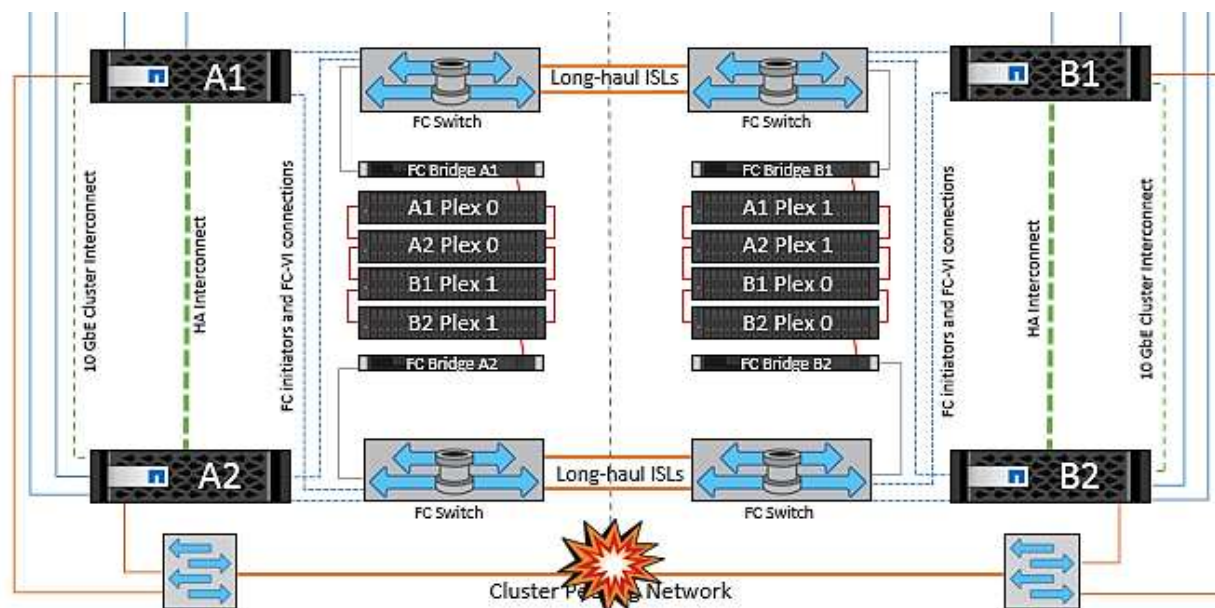 A1
FC Switch
Long-haul ISLs
FC Switch
B1
10 GbE Cluster Interconnect
HA Interconnect
FC initiators and FC-VI connections
FC Bridge A1
A1 Plex 0
A2 Plex 0
B1 Plex 1
B2 Plex 1
FC Bridge A2
FC Bridge B1
A1 Plex 1
A2 Plex 1
B1 Plex 0
B2 Plex 0
FC Bridge B2
FC initiators and FC-VI connections
HA Interconnect
10 GbE Cluster Interconnect
A2
FC Switch
Long-haul ISLs
FC Switch
B2
Cluster Network